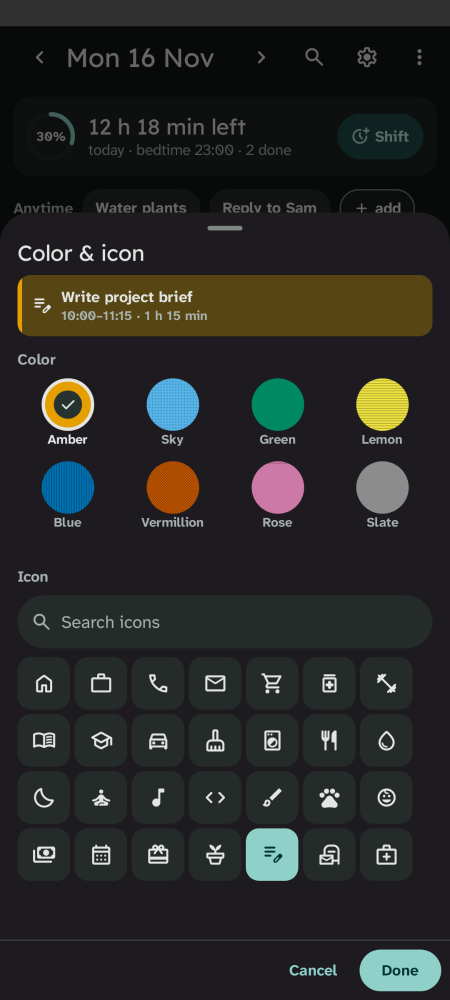 Mon 16 Nov
30%
12 h 18 min left
today · bedtime 23:00 · 2 done
Shift
Anytime
Water plants
Reply to Sam
+ add
Color & icon
Write project brief
10:00–11:15 · 1 h 15 min
Color
Amber
Sky
Green
Lemon
Blue
Vermillion
Rose
Slate
Icon
Search icons
Cancel
Done